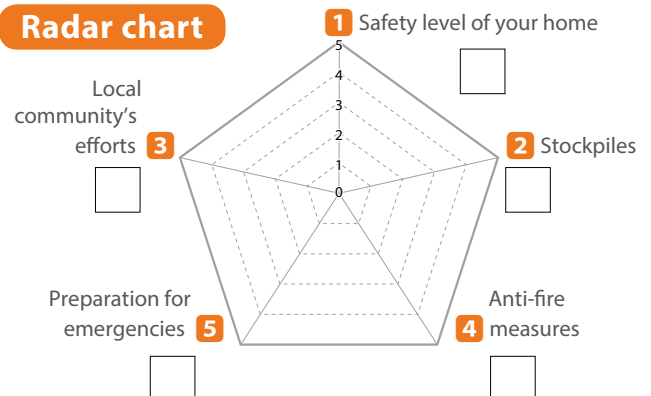 Radar chart
1 Safety level of your home
5
4
3
2
1
0
Local
community's
efforts 3
2 Stockpiles
Preparation for
emergencies 5
Anti-fire
4 measures